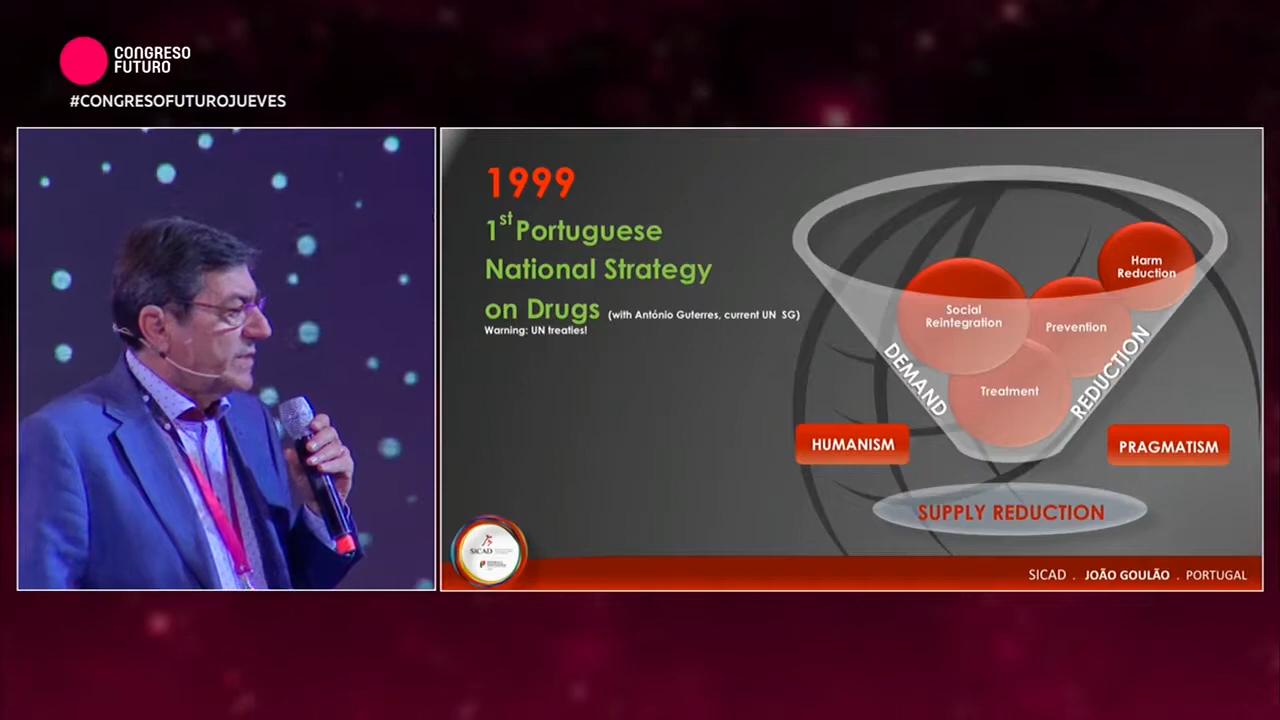 CONGRESO
FUTURO
#CONGRESOFUTUROJUEVES
1999
1st Portuguese
National Strategy
on Drugs (with António Guterres, current UN SG)
Warning: UN treaties!
Harm
Reduction
Social
Reintegration
Prevention
Treatment
DEMAND
REDUCTION
HUMANISM
PRAGMATISM
SUPPLY REDUCTION
SICAD
SICAD . JOÃO GOULÃO . PORTUGAL